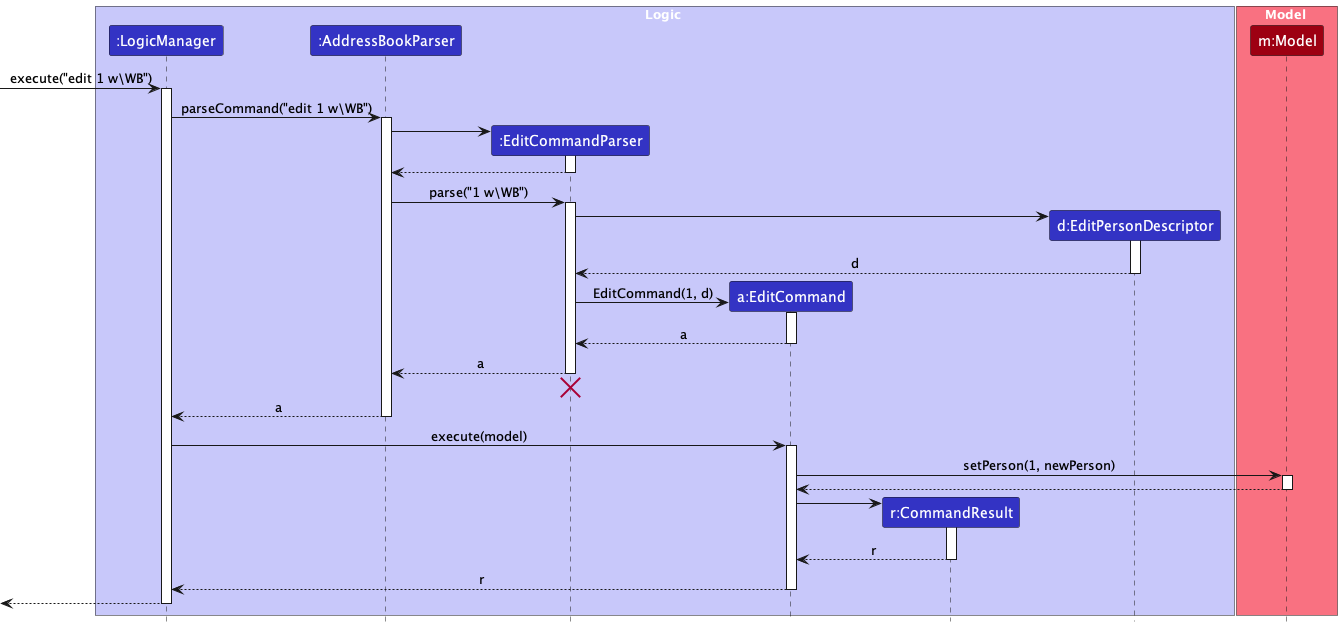 Logic
Model
:LogicManager
:AddressBookParser
m:Model
execute("edit 1 w\WB")
parseCommand("edit 1 w\WB")
:EditCommandParser
parse("1 w\WB")
d:EditPersonDescriptor
d
EditCommand(1, d)
a:EditCommand
a
a
a
execute(model)
setPerson(1, newPerson)
r:CommandResult
r
r